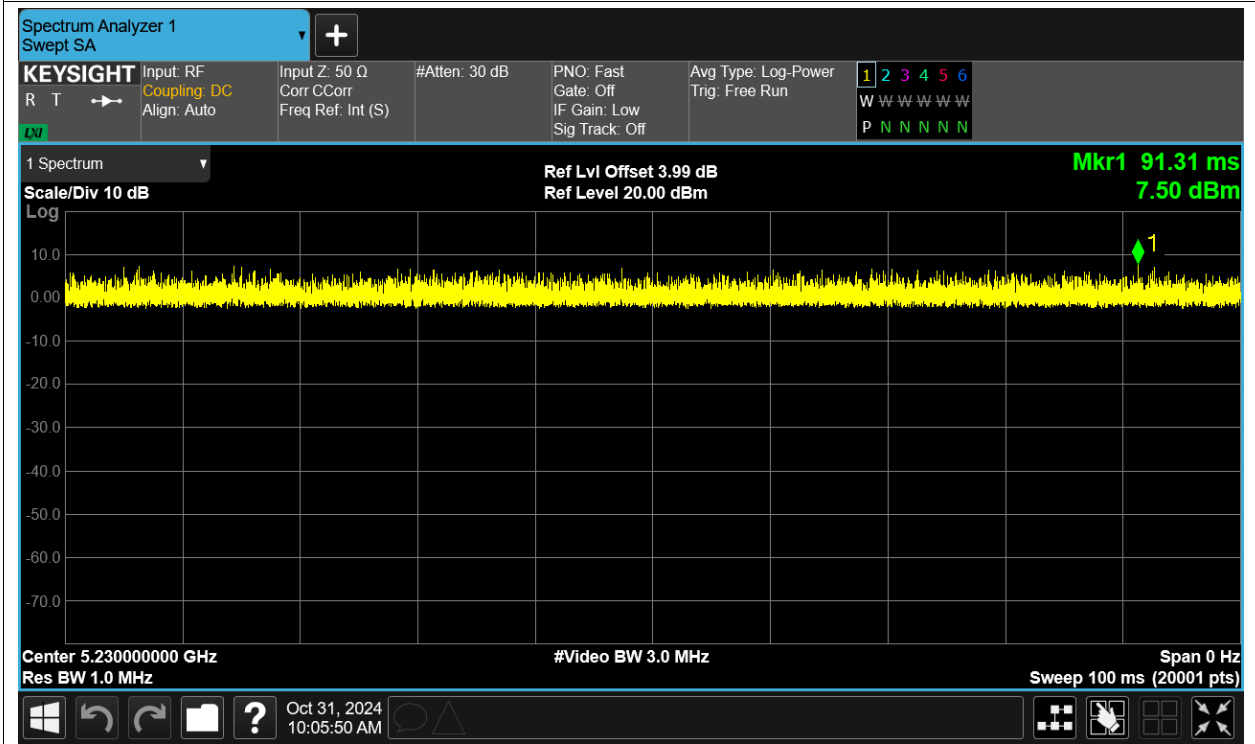 Spectrum Analyzer 1
Swept SA
+
KEYSIGHT
R T
LXI
Input: RF
Coupling: DC
Align: Auto
Input Z: 50 Ω
Corr CCorr
Freq Ref: Int (S)
#Atten: 30 dB
PNO: Fast
Gate: Off
IF Gain: Low
Sig Track: Off
Avg Type: Log-Power
Trig: Free Run
1 2 3 4 5 6
W W W W W W
P N N N N N
1 Spectrum
Scale/Div 10 dB
Log
Ref Lvl Offset 3.99 dB
Ref Level 20.00 dBm
Mkr1 91.31 ms
7.50 dBm
1
10.0
0.00
-10.0
-20.0
-30.0
-40.0
-50.0
-60.0
-70.0
Center 5.230000000 GHz
Res BW 1.0 MHz
#Video BW 3.0 MHz
Span 0 Hz
Sweep 100 ms (20001 pts)
?
Oct 31, 2024
10:05:50 AM